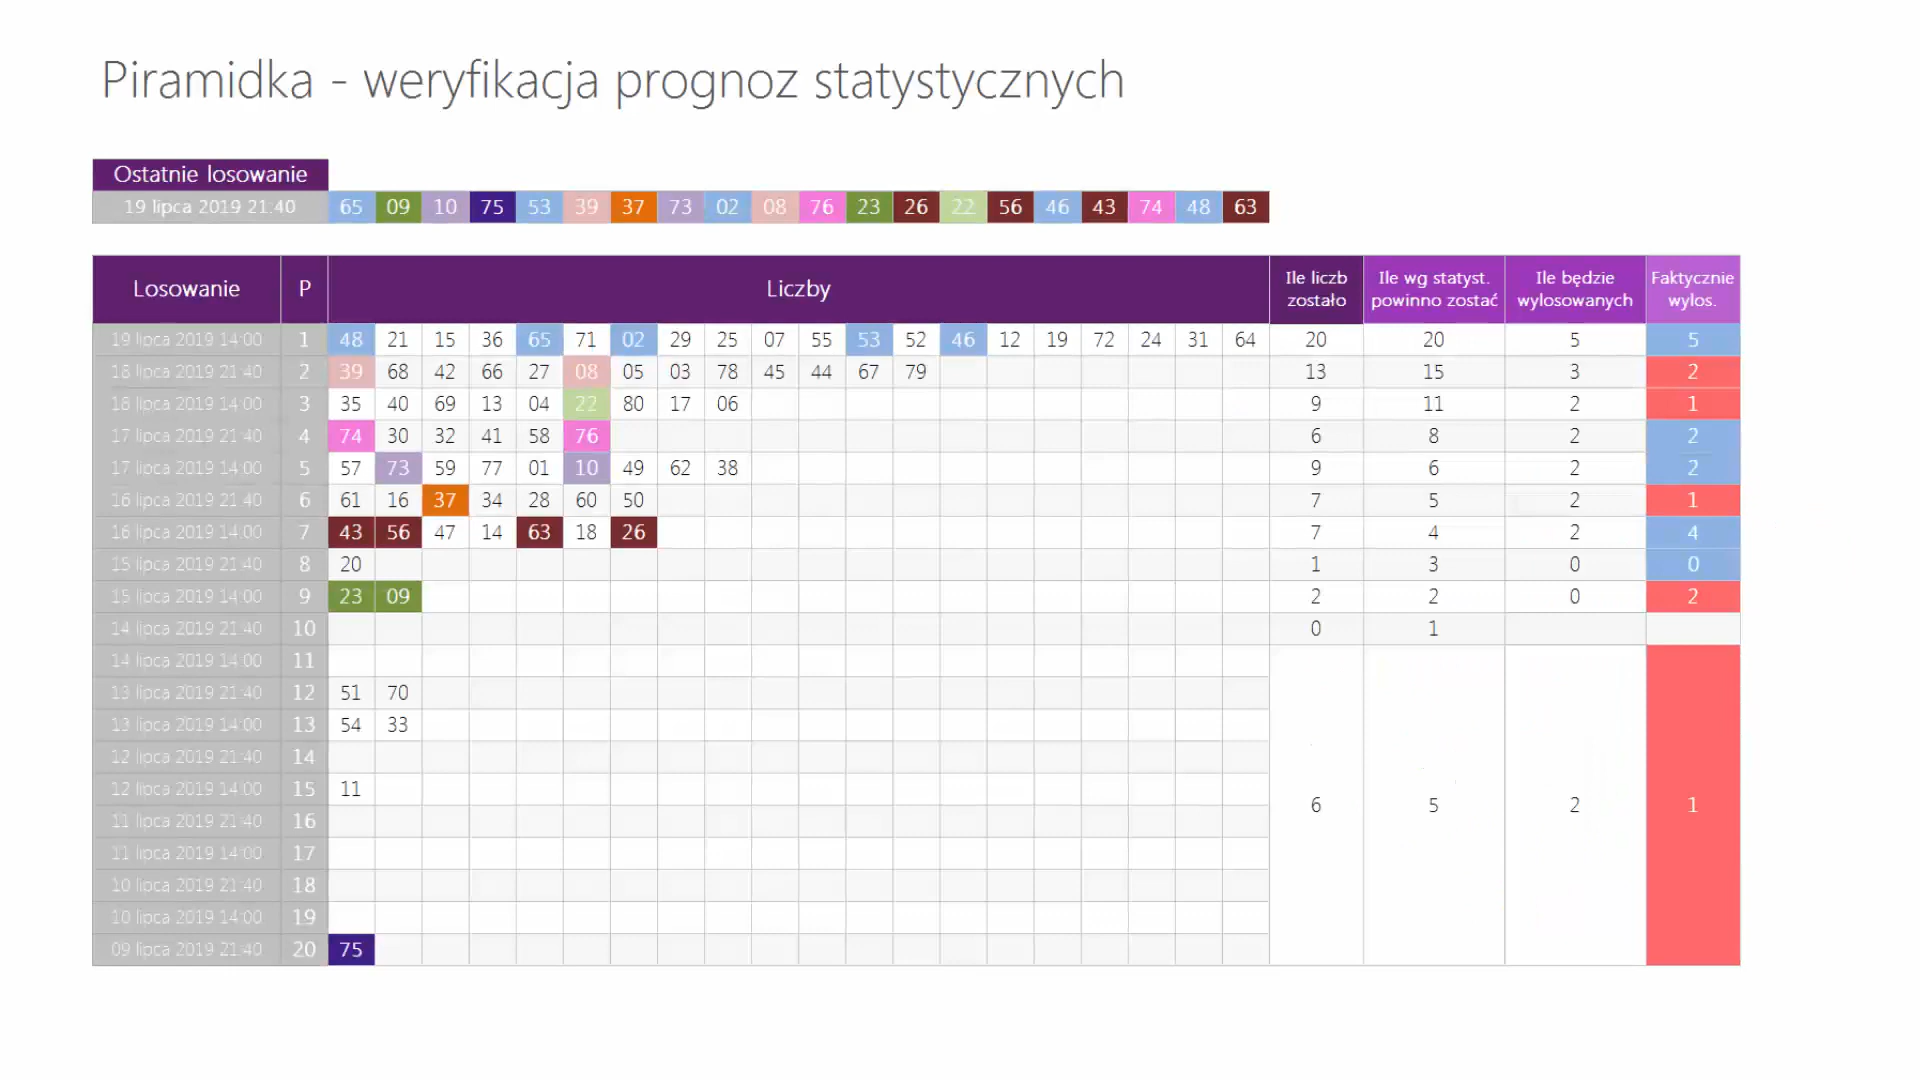 Piramidka - weryfikacja prognoz statystycznych
Ostatnie losowanie
19 lipca 2019 21:40 65 09 10 75 53 39 37 73 02 08 76 23 26 22 56 46 43 74 48 63
Losowanie P Liczby Ile liczb zostało Ile wg statyst. powinno zostać Ile będzie wylosowanych Faktycznie wylos.
19 lipca 2019 14:00 1 48 21 15 36 65 71 02 29 25 07 55 53 52 46 12 19 72 24 31 64 20 20 5 5
18 lipca 2019 21:40 2 39 68 42 66 27 08 05 03 78 45 44 67 79 13 15 3 2
18 lipca 2019 14:00 3 35 40 69 13 04 22 80 17 06 9 11 2 1
17 lipca 2019 21:40 4 74 30 32 41 58 76 6 8 2 2
17 lipca 2019 14:00 5 57 73 59 77 01 10 49 62 38 9 6 2 2
16 lipca 2019 21:40 6 61 16 37 34 28 60 50 7 5 2 1
16 lipca 2019 14:00 7 43 56 47 14 63 18 26 7 4 2 4
15 lipca 2019 21:40 8 20 1 3 0 0
15 lipca 2019 14:00 9 23 09 2 2 0 2
14 lipca 2019 21:40 10 0 1
14 lipca 2019 14:00 11
13 lipca 2019 21:40 12 51 70
13 lipca 2019 14:00 13 54 33
12 lipca 2019 21:40 14
12 lipca 2019 14:00 15 11
11 lipca 2019 21:40 16 6 5 2 1
11 lipca 2019 14:00 17
10 lipca 2019 21:40 18
10 lipca 2019 14:00 19
09 lipca 2019 21:40 20 75